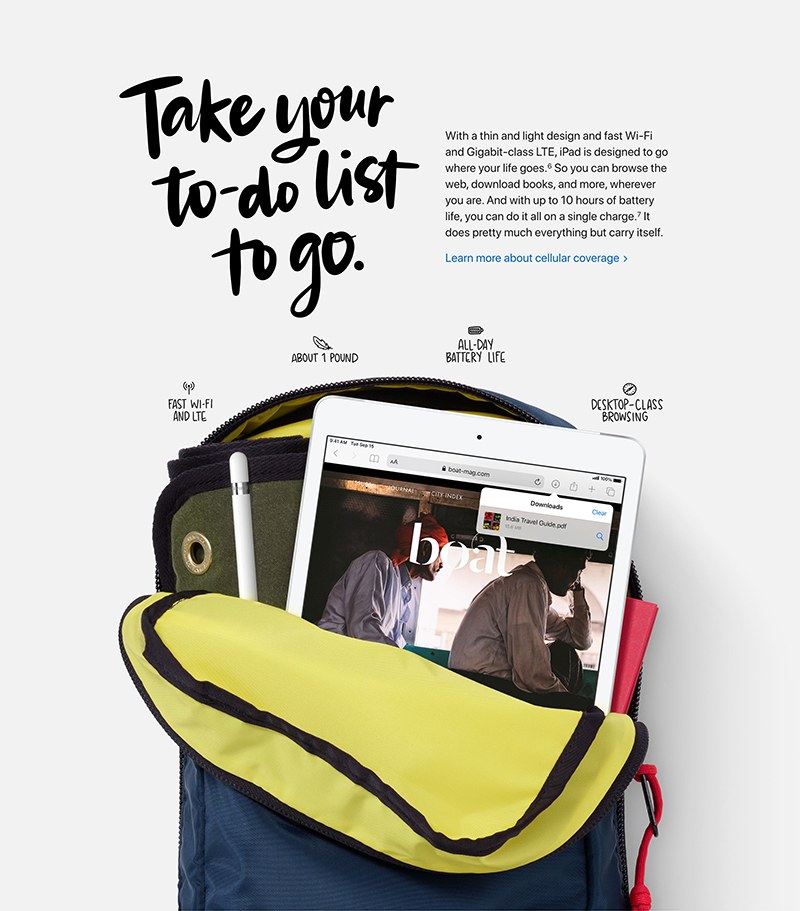 Take your
to-do list
to go.
With a thin and light design and fast Wi-Fi
and Gigabit-class LTE, iPad is designed to go
where your life goes.⁶ So you can browse the
web, download books, and more, wherever
you are. And with up to 10 hours of battery
life, you can do it all on a single charge.⁷ It
does pretty much everything but carry itself.
Learn more about cellular coverage >
ABOUT 1 POUND
ALL-DAY
BATTERY LIFE
FAST WI-FI
AND LTE
DESKTOP-CLASS
BROWSING
9:41 AM Tue Sep 15
100%
AA
boat-mag.com
JOURNAL
CITY INDEX
Downloads
Clear
India Travel Guide.pdf
boat